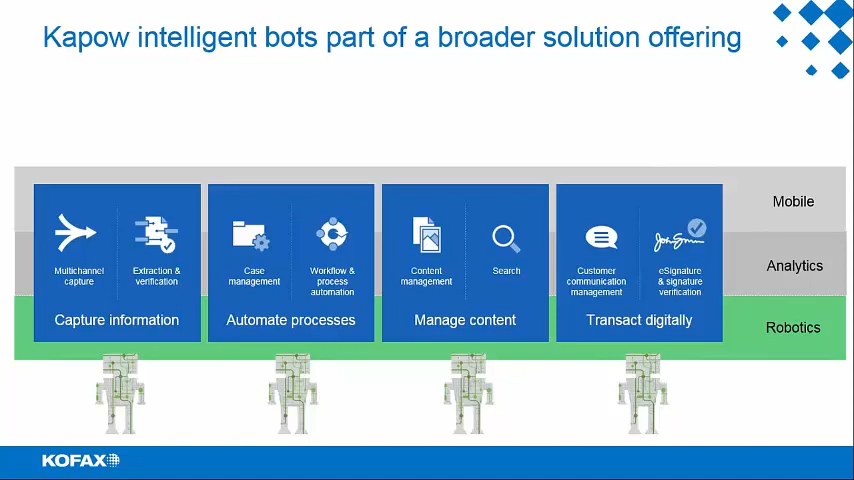 Kapow intelligent bots part of a broader solution offering
Multichannel
capture
Extraction &
verification
Capture information
Case
management
Workflow &
process
automation
Automate processes
Content
management
Search
Manage content
Customer
communication
management
eSignature
& signature
verification
Transact digitally
Mobile
Analytics
Robotics
KOFAX